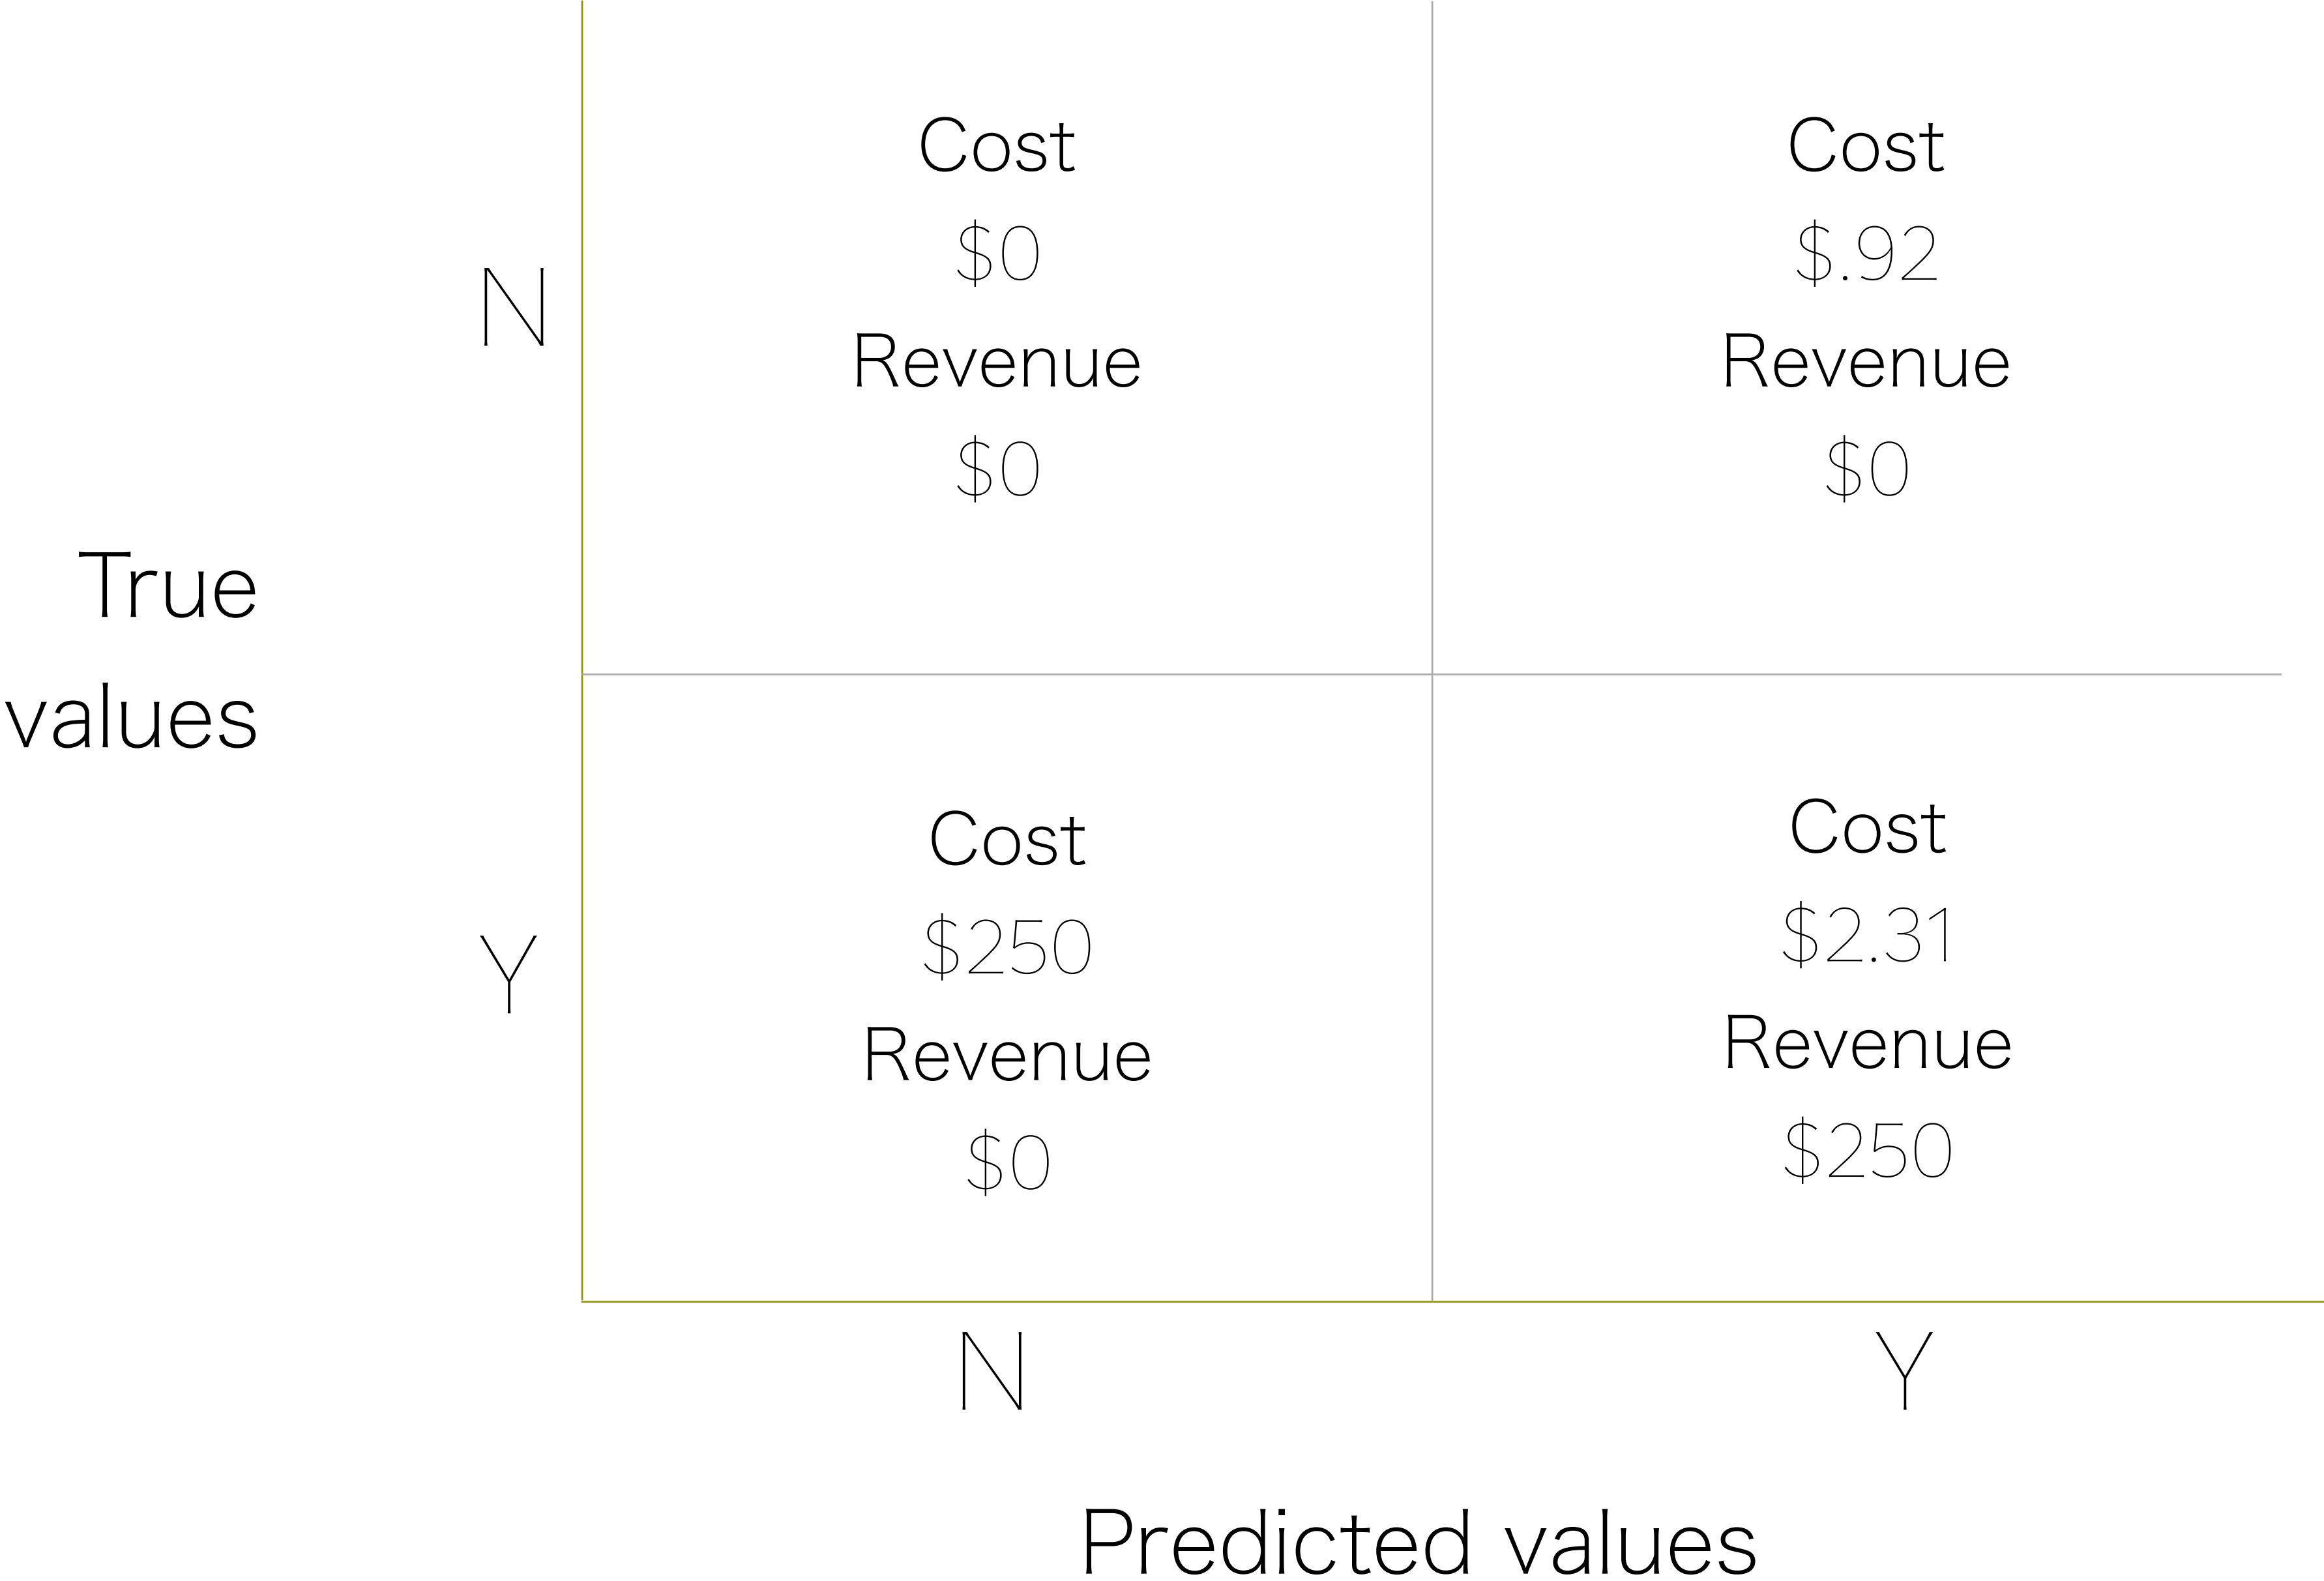 Cost
$0
Revenue
$0
Cost
$.92
Revenue
$0
N
True
values
Y
Cost
$250
Revenue
$0
Cost
$2.31
Revenue
$250
N
Y
Predicted values